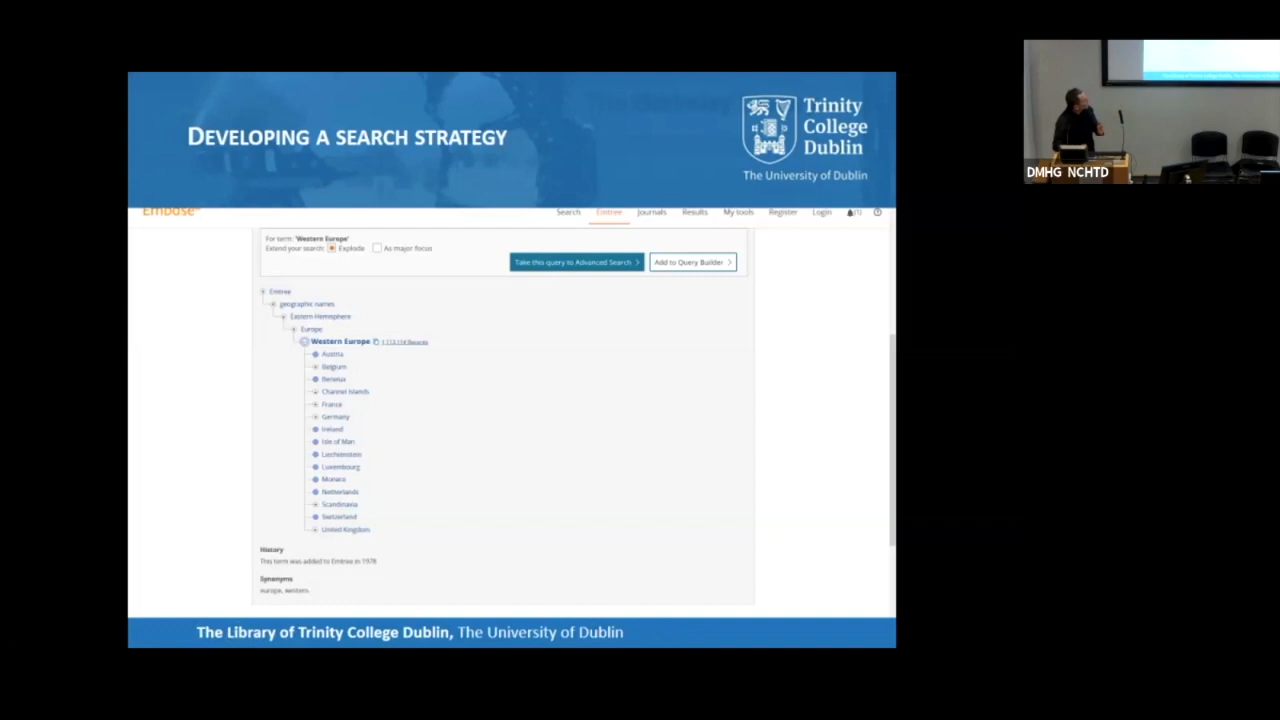 DEVELOPING A SEARCH STRATEGY
Trinity
College
Dublin
The University of Dublin
DMHG NCHTD
Embase
Search Emtree Journals Results My tools Register Login (1)
For term: 'Western Europe'
Extend your search: Explode As major focus
Take this query to Advanced Search > Add to Query Builder >
Emtree
geographic names
Eastern Hemisphere
Europe
Western Europe Records
Austria
Belgium
Benelux
Channel Islands
France
Germany
Ireland
Isle of Man
Liechtenstein
Luxembourg
Monaco
Netherlands
Scandinavia
Switzerland
United Kingdom
History
This term was added to Emtree in 1978
Synonyms
europe, western
The Library of Trinity College Dublin, The University of Dublin